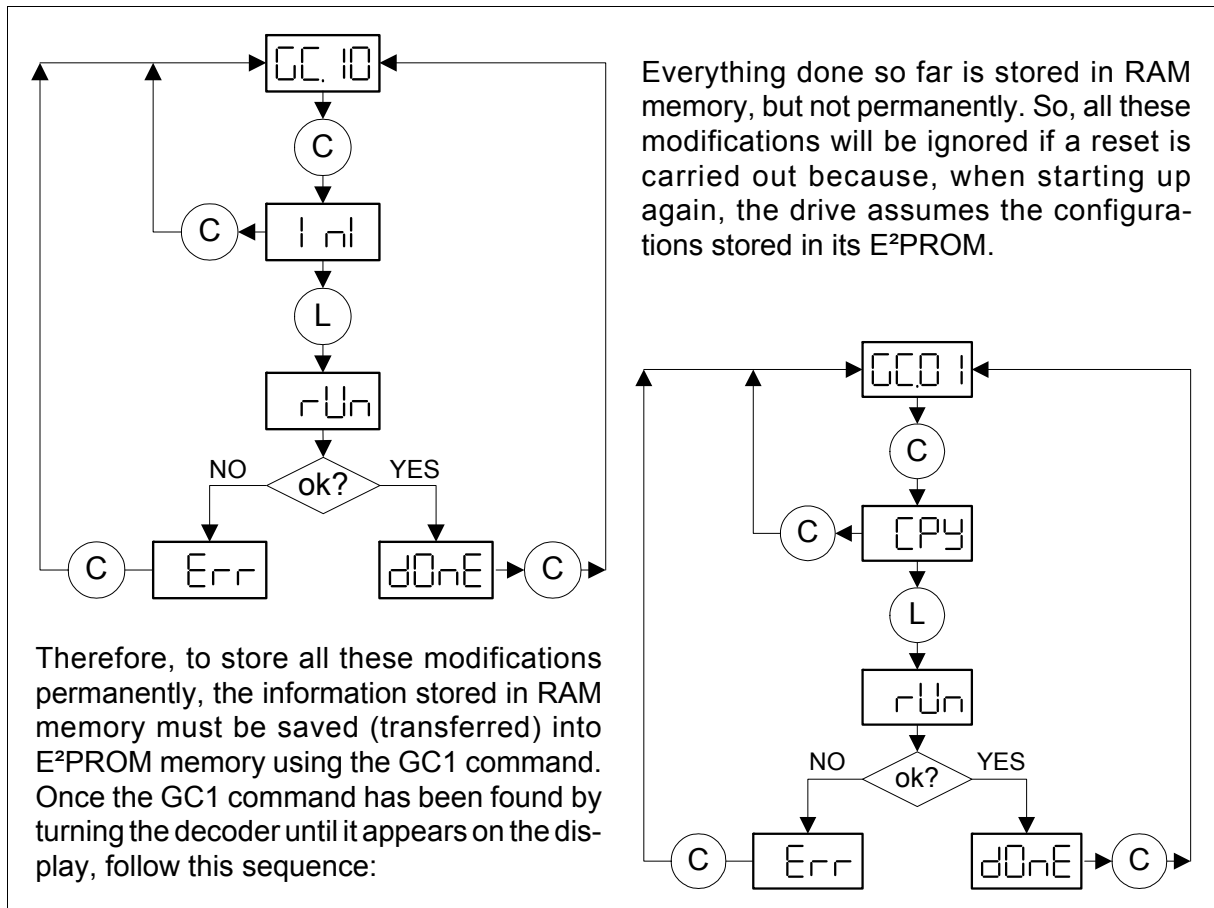 GC.10
C
C
InI
L
rUn
NO
YES
ok?
C
Err
dOnE
C
Therefore, to store all these modifications
permanently, the information stored in RAM
memory must be saved (transferred) into
E²PROM memory using the GC1 command.
Once the GC1 command has been found by
turning the decoder until it appears on the dis-
play, follow this sequence:
Everything done so far is stored in RAM
memory, but not permanently. So, all these
modifications will be ignored if a reset is
carried out because, when starting up
again, the drive assumes the configura-
tions stored in its E²PROM.
GC.01
C
C
CPY
L
rUn
NO
YES
ok?
C
Err
dOnE
C